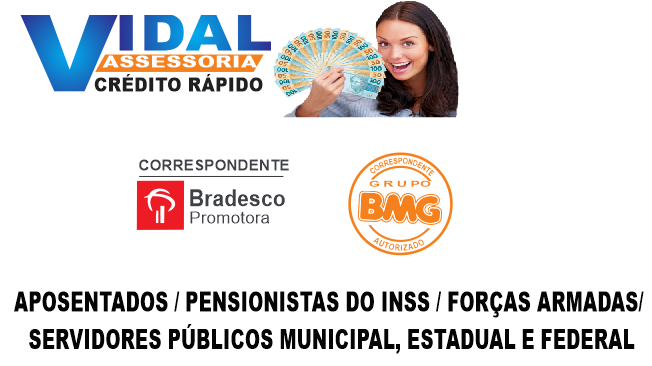 VIDAL
ASSESSORIA
CRÉDITO RÁPIDO
CORRESPONDENTE
Bradesco
Promotora
CORRESPONDENTE
GRUPO
BMG
AUTORIZADO
APOSENTADOS / PENSIONISTAS DO INSS / FORÇAS ARMADAS/
SERVIDORES PÚBLICOS MUNICIPAL, ESTADUAL E FEDERAL